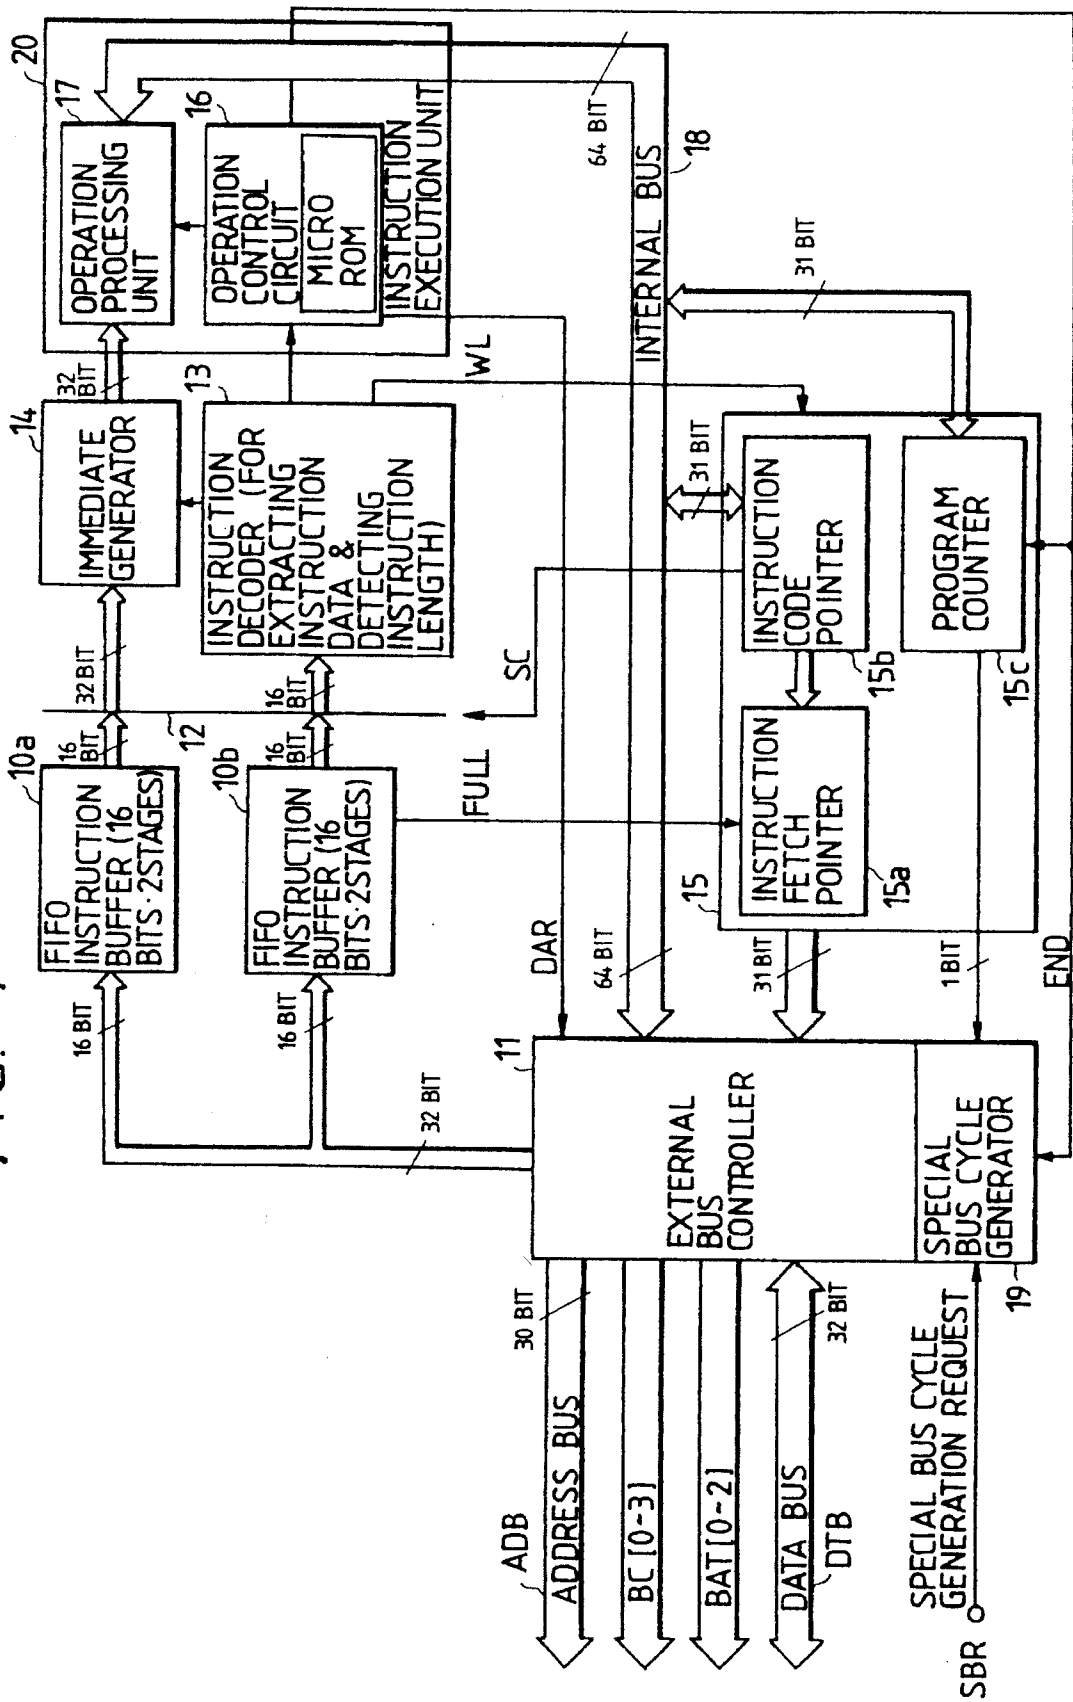 20
17
OPERATION
PROCESSING
UNIT
16
OPERATION
CONTROL
CIRCUIT
MICRO
ROM
INSTRUCTION
EXECUTION UNIT
64 BIT
18
INTERNAL BUS
31 BIT
32
BIT
14
IMMEDIATE
GENERATOR
13
INSTRUCTION
DECODER (FOR
EXTRACTING
INSTRUCTION
DATA &
DETECTING
INSTRUCTION
LENGTH)
WL
31 BIT
INSTRUCTION
CODE
POINTER
15b
PROGRAM
COUNTER
15c
SC
32 BIT
16
BIT
12
16
BIT
16
BIT
10a
FIFO
INSTRUCTION
BUFFER (16
BITS·2STAGES)
10b
FIFO
INSTRUCTION
BUFFER (16
BITS·2STAGES)
FULL
INSTRUCTION
FETCH
POINTER
15a
15
DAR
64 BIT
31 BIT
1 BIT
END
16 BIT
16 BIT
32 BIT
11
EXTERNAL
BUS
CONTROLLER
SPECIAL
BUS CYCLE
GENERATOR
19
30 BIT
32 BIT
ADB
ADDRESS BUS
BC [0~3]
BAT [0~2]
DATA BUS
DTB
SPECIAL BUS CYCLE
GENERATION REQUEST
SBR